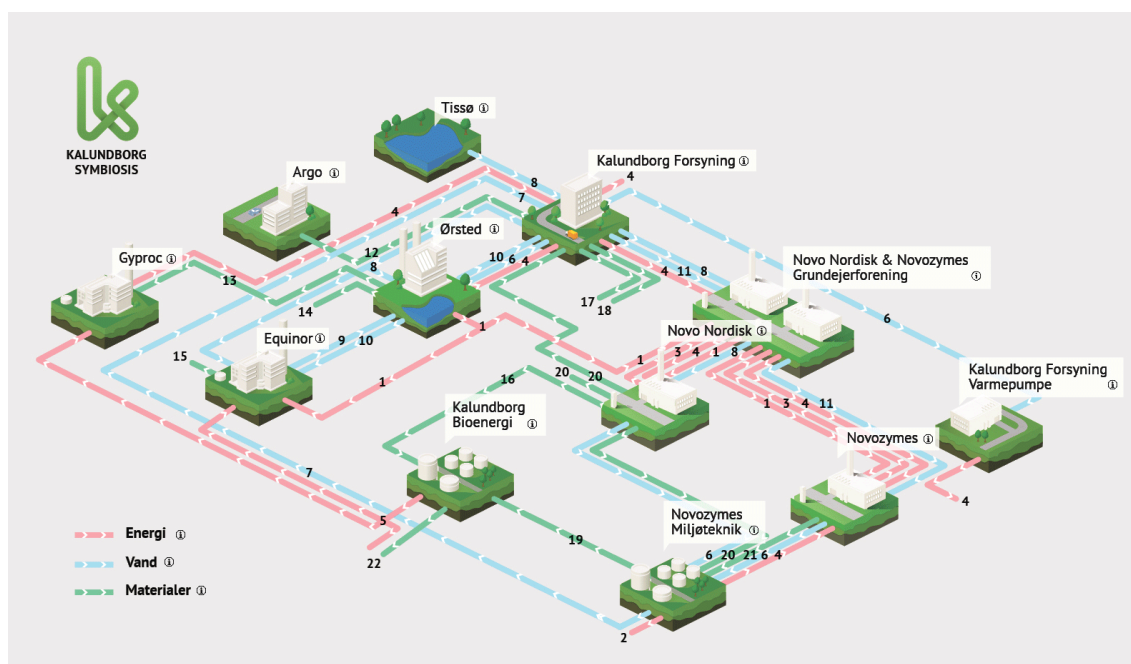 KALUNDBORG
SYMBIOSIS
Tissø
Kalundborg Forsyning
4
8
7
Argo
4
Ørsted
12
8
10 6 4
Gyproc
13
4 11 8
Novo Nordisk & Novozymes
Grundejerforening
17
18
14
6
1
Novo Nordisk
Equinor
9 10
15
1
1 3 4 1 8
16
20 20
Kalundborg Forsyning
Varmepumpe
1 3 4 11
Kalundborg
Bioenergi
Novozymes
7
4
5
Novozymes
Miljøteknik
Energi
Vand
Materialer
22
19
6 20 21 6 4
2